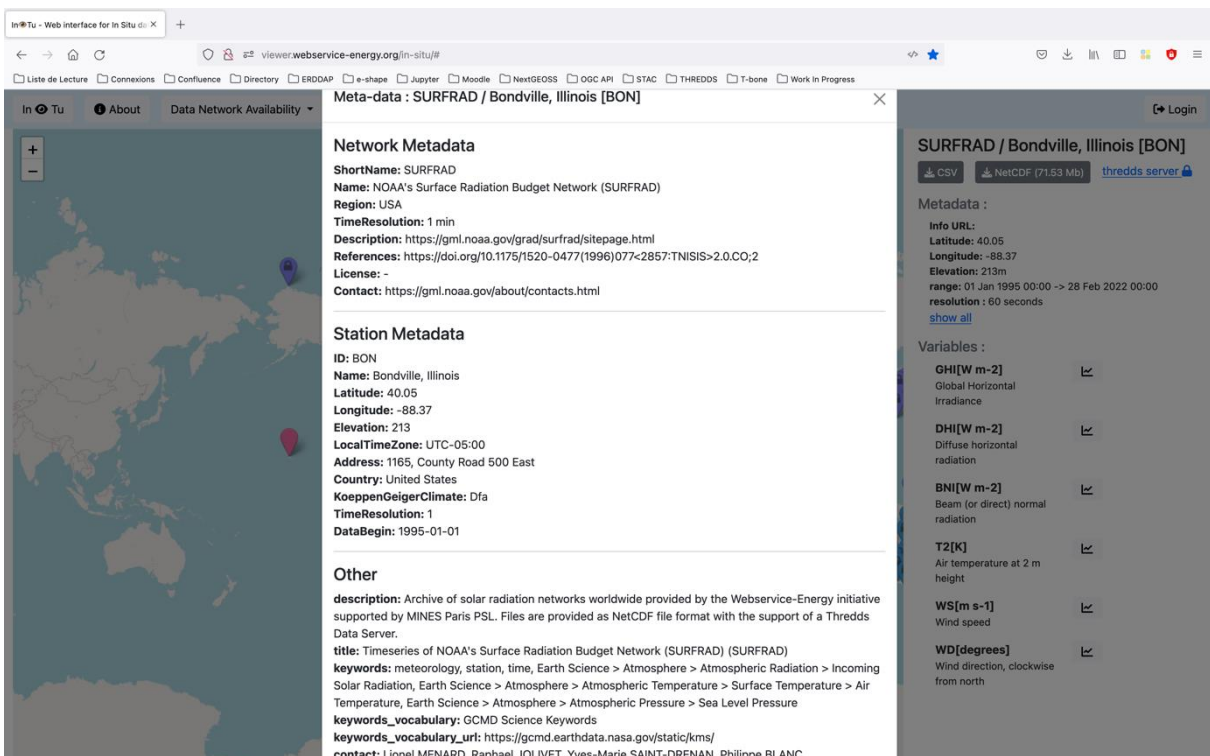 In Tu - Web interface for In Situ da
viewer.webservice-energy.org/in-situ/#
Liste de Lecture Connexions Confluence Directory ERDDAP e-shape Jupyter Moodle NextGEOSS OGC API STAC THREDDS T-bone Work In Progress
In Tu About Data Network Availability
Login
Meta-data : SURFRAD / Bondville, Illinois [BON]
Network Metadata
ShortName: SURFRAD
Name: NOAA's Surface Radiation Budget Network (SURFRAD)
Region: USA
TimeResolution: 1 min
Description: https://gml.noaa.gov/grad/surfrad/sitepage.html
References: https://doi.org/10.1175/1520-0477(1996)077<2857:TNISIS>2.0.CO;2
License: -
Contact: https://gml.noaa.gov/about/contacts.html
Station Metadata
ID: BON
Name: Bondville, Illinois
Latitude: 40.05
Longitude: -88.37
Elevation: 213
LocalTimeZone: UTC-05:00
Address: 1165, County Road 500 East
Country: United States
KoeppenGeigerClimate: Dfa
TimeResolution: 1
DataBegin: 1995-01-01
Other
description: Archive of solar radiation networks worldwide provided by the Webservice-Energy initiative
supported by MINES Paris PSL. Files are provided as NetCDF file format with the support of a Thredds
Data Server.
title: Timeseries of NOAA's Surface Radiation Budget Network (SURFRAD) (SURFRAD)
keywords: meteorology, station, time, Earth Science > Atmosphere > Atmospheric Radiation > Incoming
Solar Radiation, Earth Science > Atmosphere > Atmospheric Temperature > Surface Temperature > Air
Temperature, Earth Science > Atmosphere > Atmospheric Pressure > Sea Level Pressure
keywords_vocabulary: GCMD Science Keywords
keywords_vocabulary_url: https://gcmd.earthdata.nasa.gov/static/kms/
contact: Lionel MENARD, Raphael JOLIVET, Yves-Marie SAINT-DRENAN, Philippe BLANC
SURFRAD / Bondville, Illinois [BON]
CSV NetCDF (71.53 Mb) thredds server
Metadata :
Info URL:
Latitude: 40.05
Longitude: -88.37
Elevation: 213m
range: 01 Jan 1995 00:00 -> 28 Feb 2022 00:00
resolution : 60 seconds
show all
Variables :
GHI[W m-2]
Global Horizontal
Irradiance
DHI[W m-2]
Diffuse horizontal
radiation
BNI[W m-2]
Beam (or direct) normal
radiation
T2[K]
Air temperature at 2 m
height
WS[m s-1]
Wind speed
WD[degrees]
Wind direction, clockwise
from north